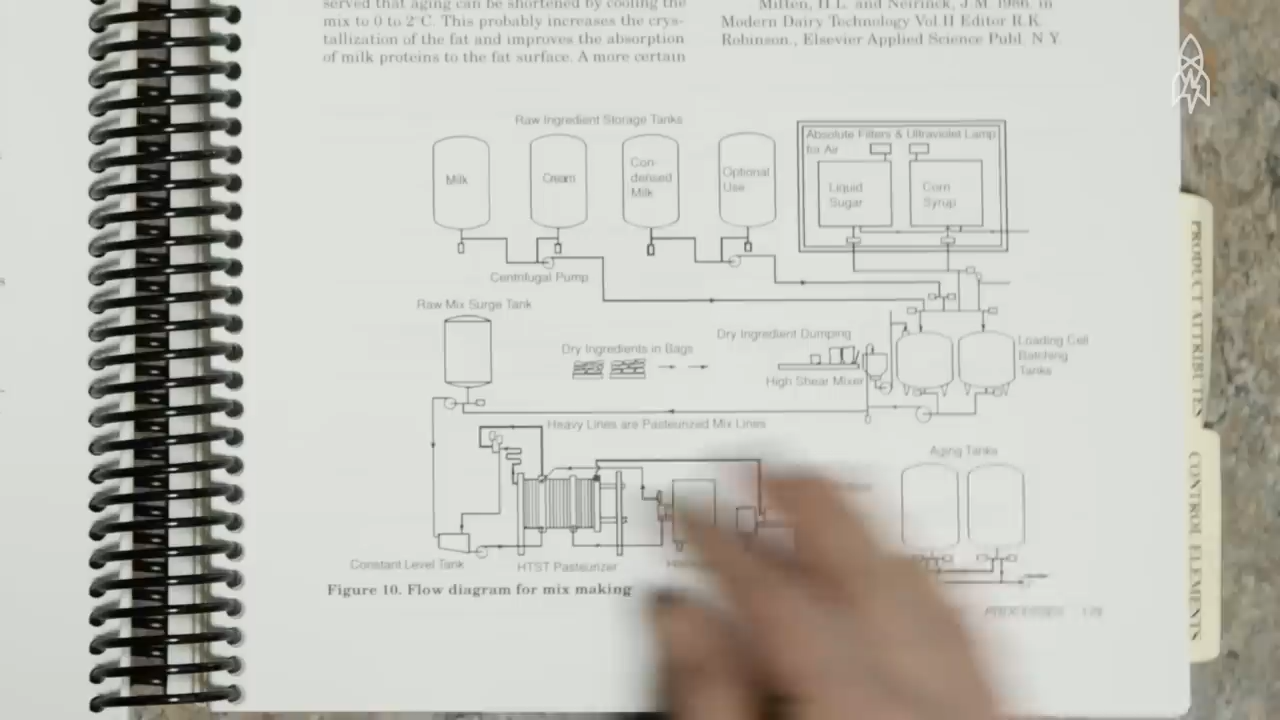 served that aging can be shortened by cooling the
mix to 0 to 2°C. This probably increases the crys-
tallization of the fat and improves the absorption
of milk proteins to the fat surface. A more certain
Mitten, H L. and Neirinck, J M. 1986. in
Modern Dairy Technology Vol II Editor R.K.
Robinson., Elsevier Applied Science Publ. N Y.
Raw Ingredient Storage Tanks
Milk
Cream
Con-
densed
Milk
Optional
Use
Absolute Filters & Ultraviolet Lamp
for Air
Liquid
Sugar
Corn
Syrup
Centrifugal Pump
Raw Mix Surge Tank
Dry Ingredients in Bags
Dry Ingredient Dumping
High Shear Mixer
Loading Cell
Batching
Tanks
Heavy Lines are Pasteurized Mix Lines
Aging Tanks
Constant Level Tank
HTST Pasteurizer
Figure 10. Flow diagram for mix making
PRODUCT ATTRIBUTES
CONTROL ELEMENTS